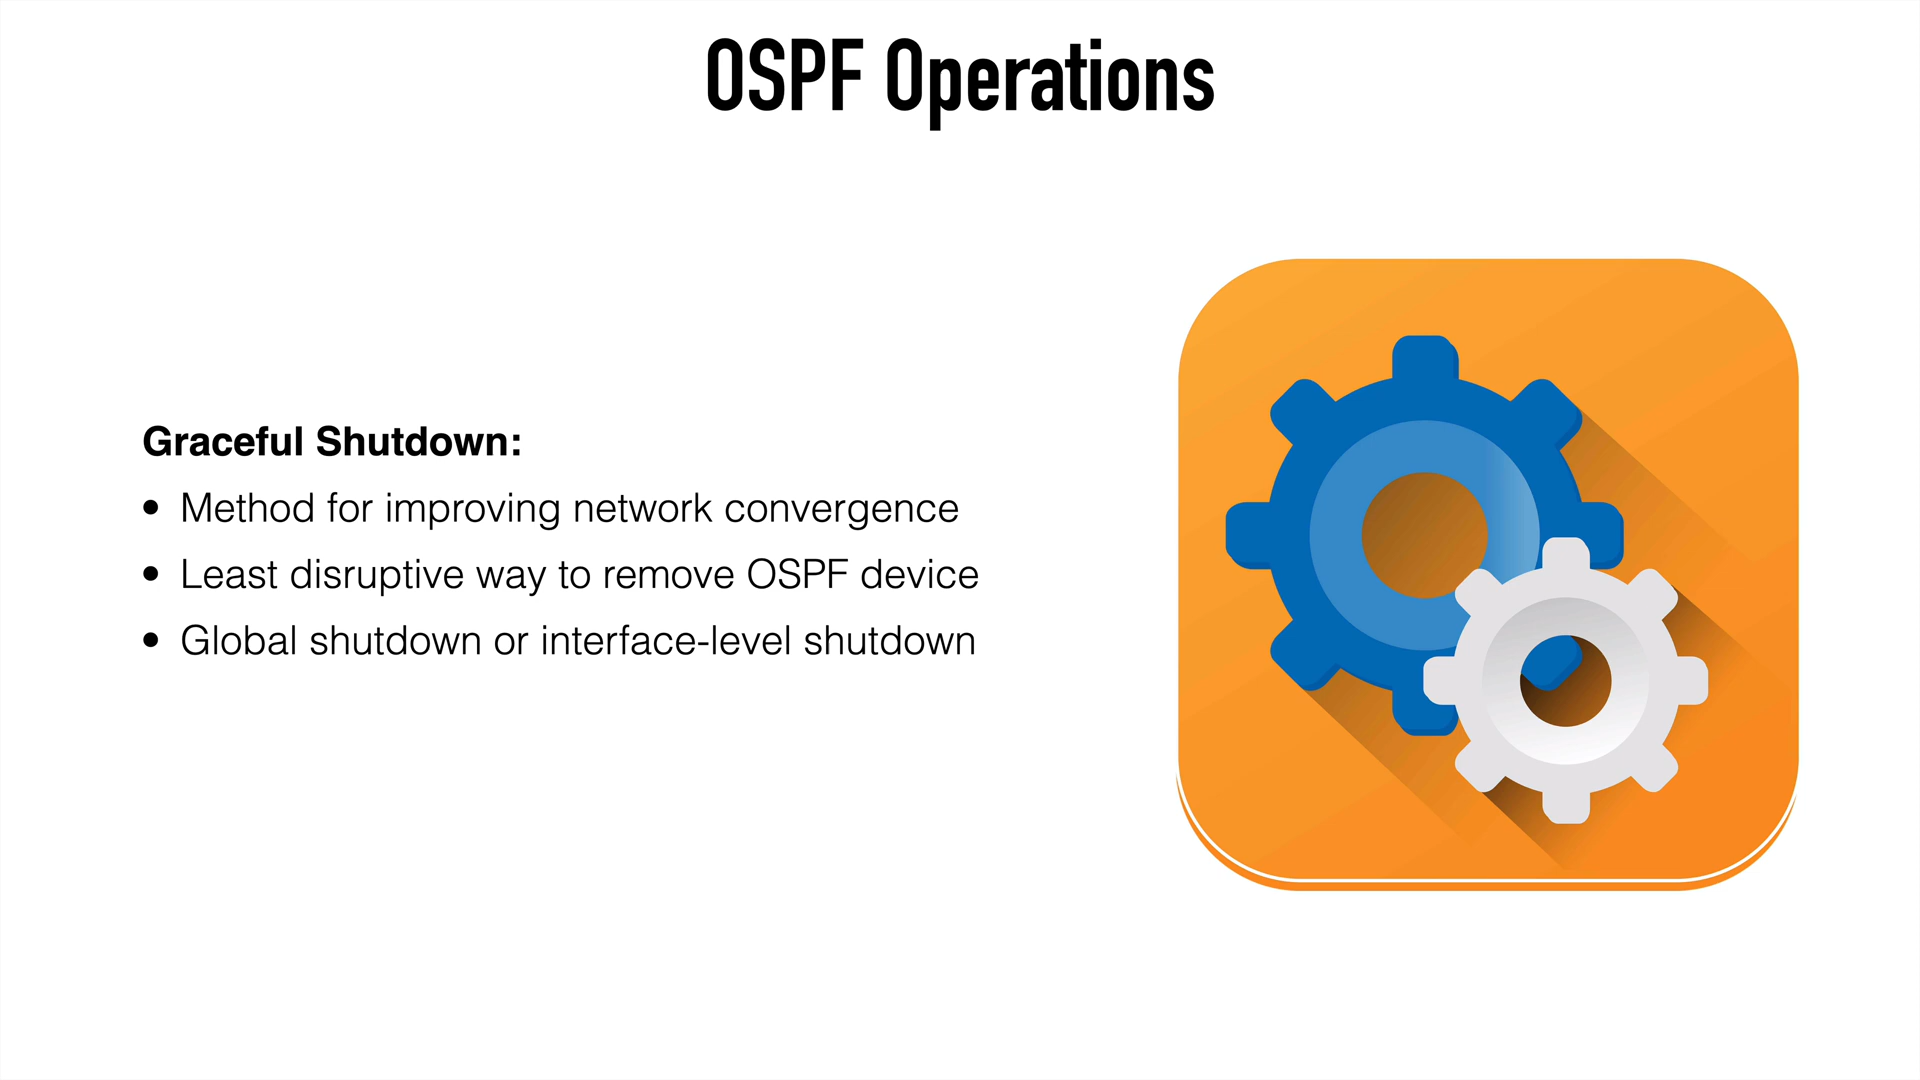 OSPF Operations
Graceful Shutdown:
• Method for improving network convergence
• Least disruptive way to remove OSPF device
• Global shutdown or interface-level shutdown